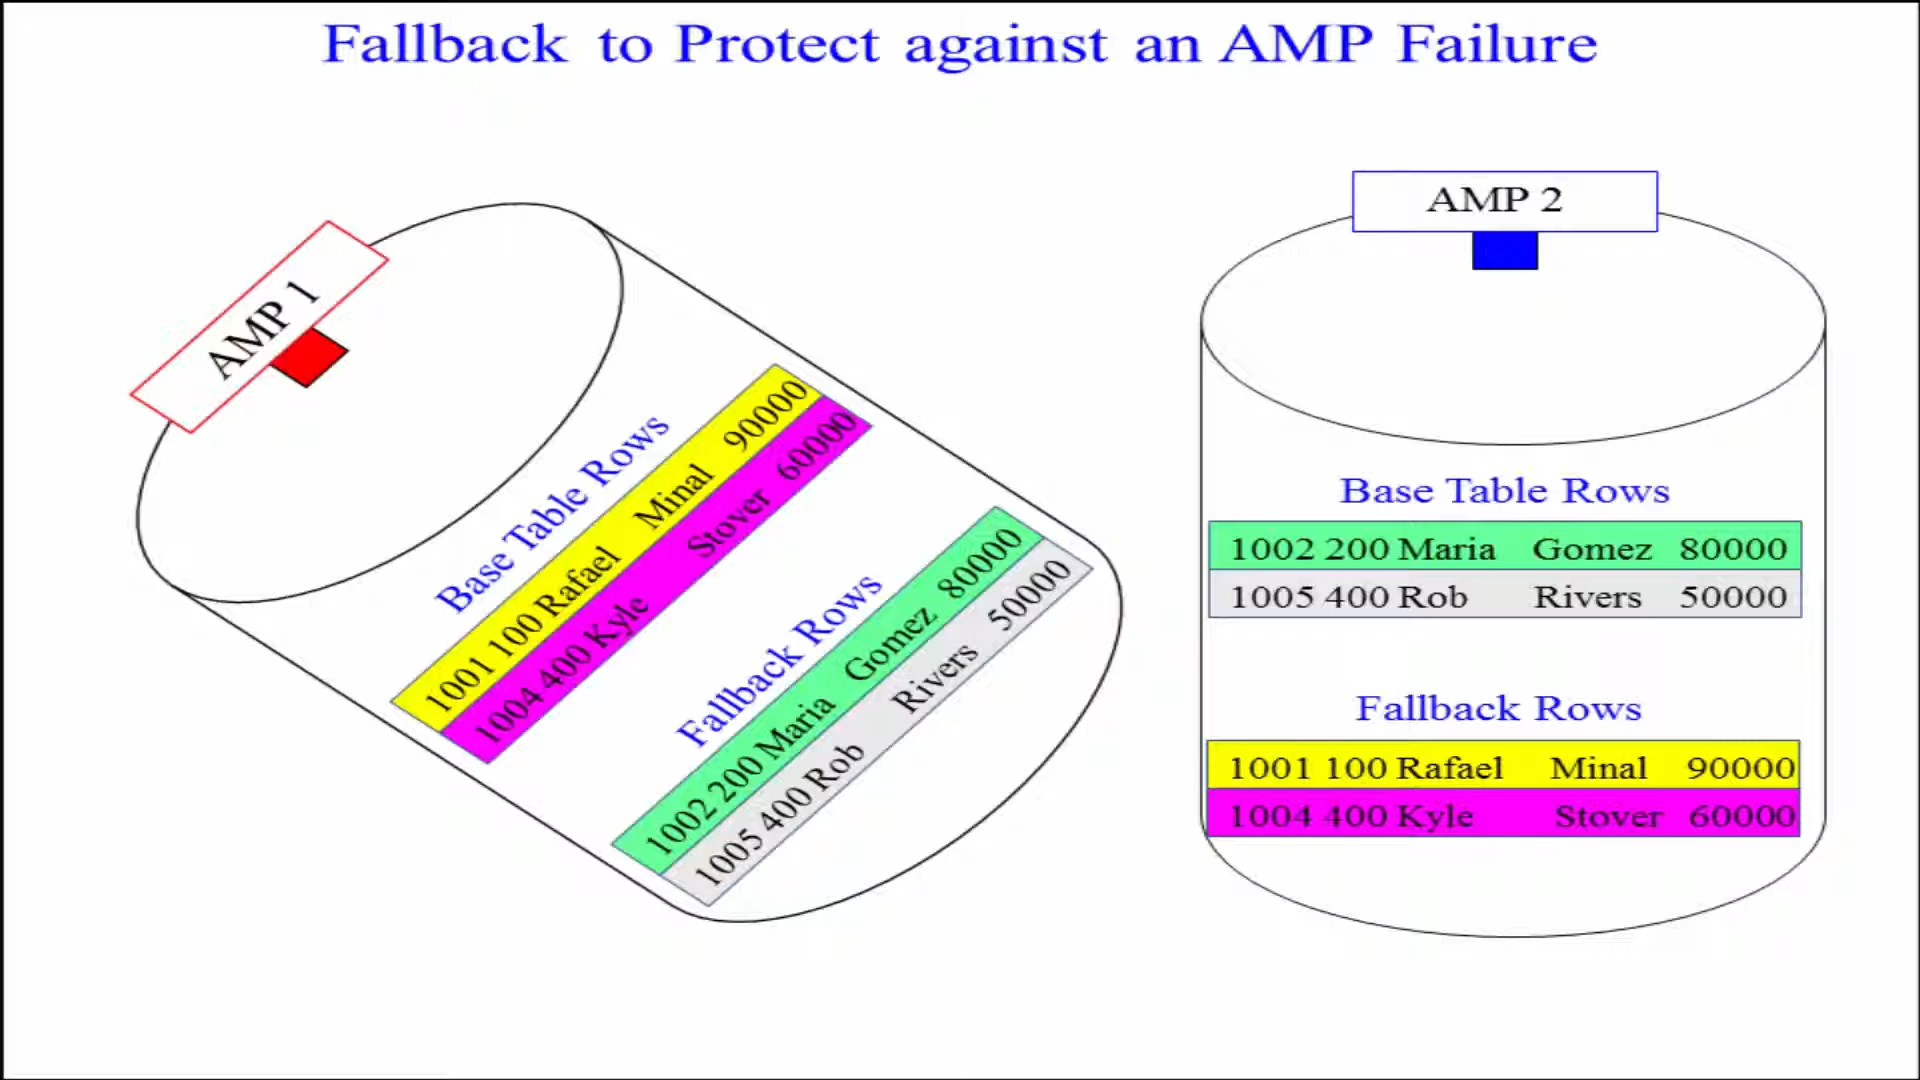 Fallback to Protect against an AMP Failure
AMP 1
Base Table Rows
1001 100 Rafael Minal 90000
1004 400 Kyle Stover 60000
Fallback Rows
1002 200 Maria Gomez 80000
1005 400 Rob Rivers 50000
AMP 2
Base Table Rows
1002 200 Maria Gomez 80000
1005 400 Rob Rivers 50000
Fallback Rows
1001 100 Rafael Minal 90000
1004 400 Kyle Stover 60000